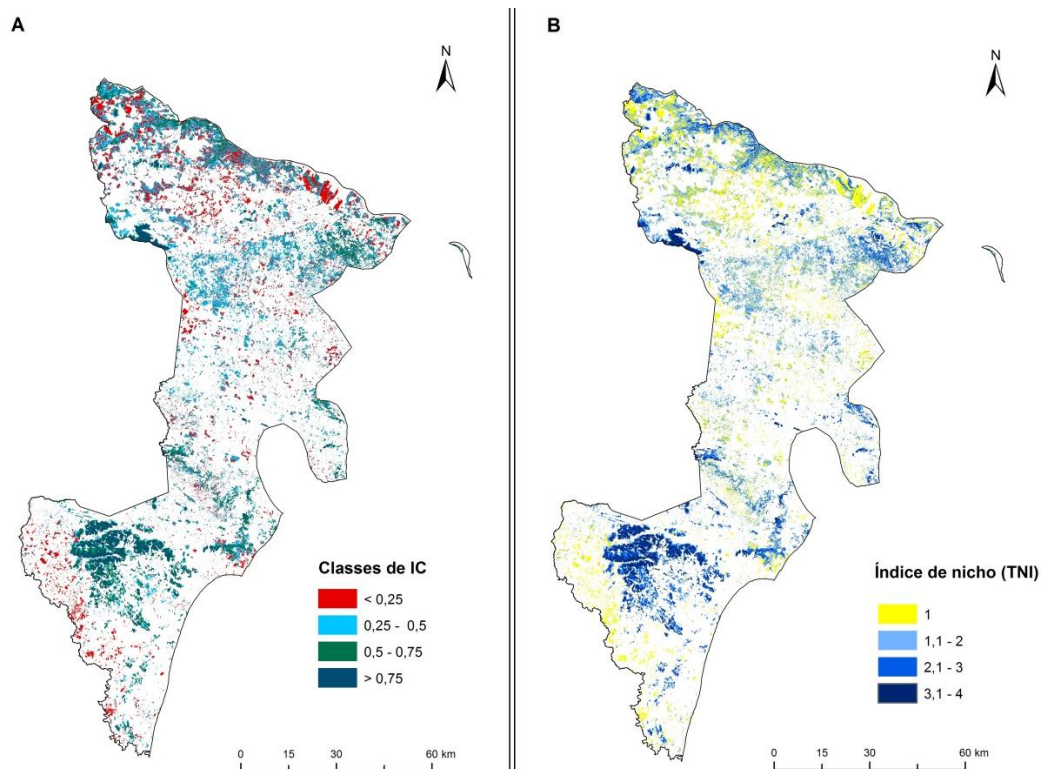 A
N
Classes de IC
< 0,25
0,25 - 0,5
0,5 - 0,75
> 0,75
0 15 30 60 km
B
N
Índice de nicho (TNI)
1
1,1 - 2
2,1 - 3
3,1 - 4
0 15 30 60 km